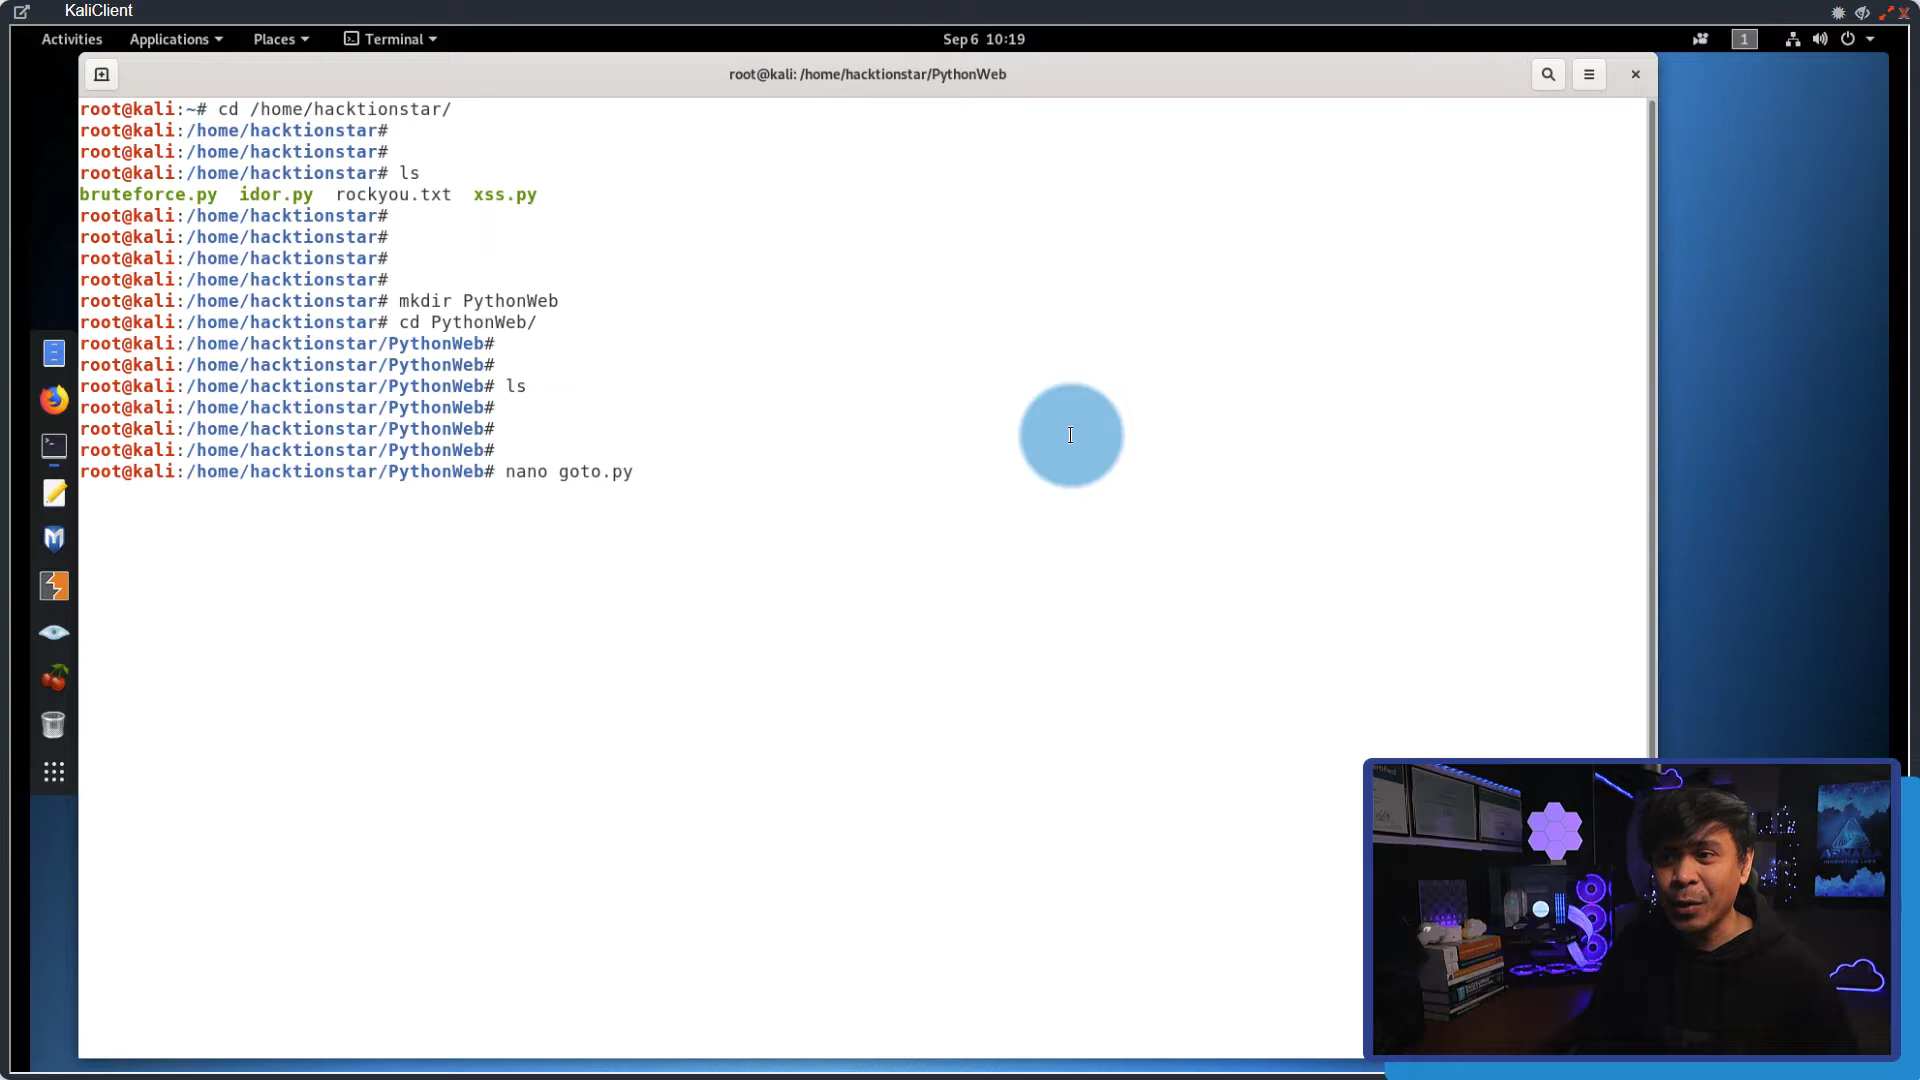 KaliClient
Activities Applications Places Terminal Sep 6 10:19 1
root@kali: /home/hacktionstar/PythonWeb
root@kali:~# cd /home/hacktionstar/
root@kali:/home/hacktionstar#
root@kali:/home/hacktionstar#
root@kali:/home/hacktionstar# ls
bruteforce.py idor.py rockyou.txt xss.py
root@kali:/home/hacktionstar#
root@kali:/home/hacktionstar#
root@kali:/home/hacktionstar#
root@kali:/home/hacktionstar#
root@kali:/home/hacktionstar# mkdir PythonWeb
root@kali:/home/hacktionstar# cd PythonWeb/
root@kali:/home/hacktionstar/PythonWeb#
root@kali:/home/hacktionstar/PythonWeb#
root@kali:/home/hacktionstar/PythonWeb# ls
root@kali:/home/hacktionstar/PythonWeb#
root@kali:/home/hacktionstar/PythonWeb#
root@kali:/home/hacktionstar/PythonWeb#
root@kali:/home/hacktionstar/PythonWeb# nano goto.py